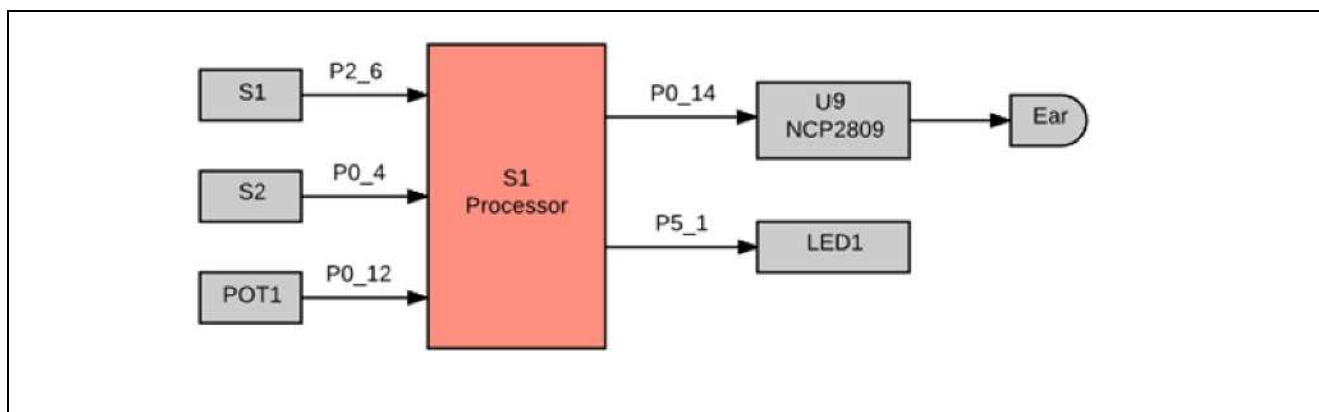 S1
P2_6
S2
P0_4
POT1
P0_12
S1
Processor
P0_14
U9
NCP2809
Ear
P5_1
LED1